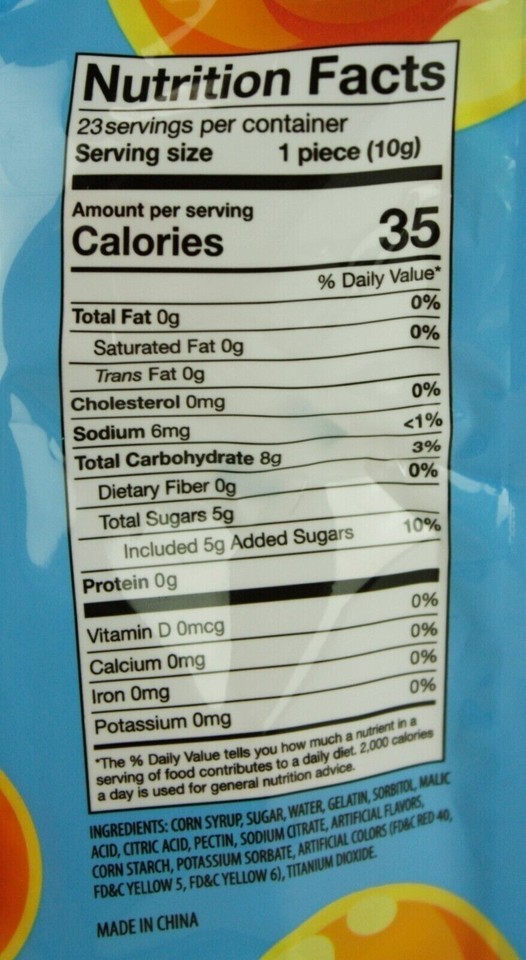 Nutrition Facts
23 servings per container
Serving size 1 piece (10g)
Amount per serving
Calories 35
% Daily Value*
Total Fat 0g 0%
Saturated Fat 0g 0%
Trans Fat 0g
Cholesterol 0mg 0%
Sodium 6mg <1%
Total Carbohydrate 8g 3%
Dietary Fiber 0g 0%
Total Sugars 5g
Included 5g Added Sugars 10%
Protein 0g
Vitamin D 0mcg 0%
Calcium 0mg 0%
Iron 0mg 0%
Potassium 0mg 0%
*The % Daily Value tells you how much a nutrient in a
serving of food contributes to a daily diet. 2,000 calories
a day is used for general nutrition advice.
INGREDIENTS: CORN SYRUP, SUGAR, WATER, GELATIN, SORBITOL, MALIC
ACID, CITRIC ACID, PECTIN, SODIUM CITRATE, ARTIFICIAL FLAVORS,
CORN STARCH, POTASSIUM SORBATE, ARTIFICIAL COLORS (FD&C RED 40,
FD&C YELLOW 5, FD&C YELLOW 6), TITANIUM DIOXIDE.
MADE IN CHINA